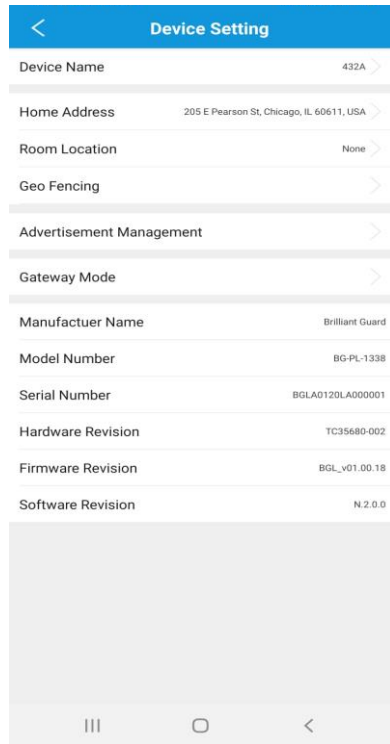 Device Setting
Device Name 432A
Home Address 205 E Pearson St, Chicago, IL 60611, USA
Room Location None
Geo Fencing
Advertisement Management
Gateway Mode
Manufactuer Name Brilliant Guard
Model Number BG-PL-1338
Serial Number BGLA0120LA000001
Hardware Revision TC35680-002
Firmware Revision BGL_v01.00.18
Software Revision N.2.0.0